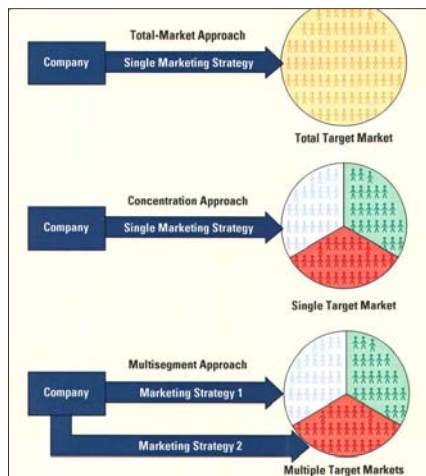 Total-Market Approach
Company
Single Marketing Strategy
Total Target Market
Concentration Approach
Company
Single Marketing Strategy
Single Target Market
Multisegment Approach
Company
Marketing Strategy 1
Marketing Strategy 2
Multiple Target Markets